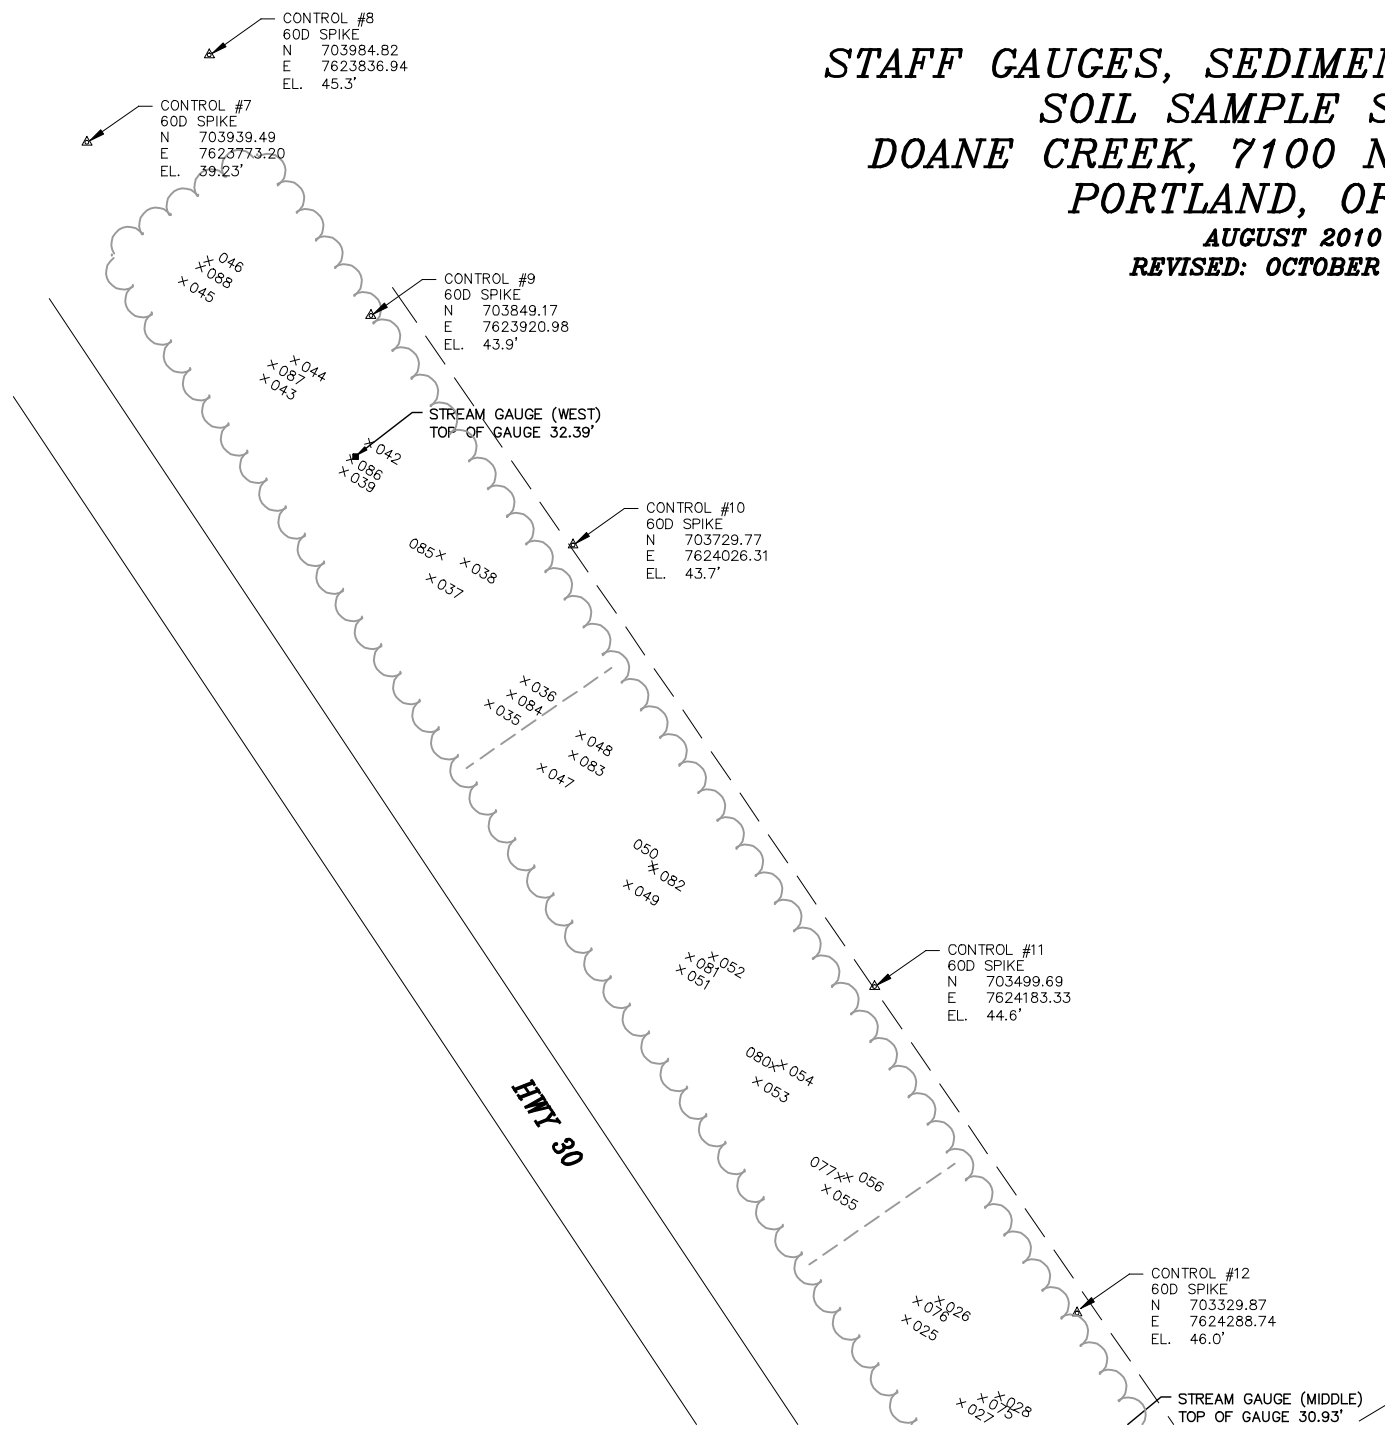 CONTROL #8
60D SPIKE
N 703984.82
E 7623836.94
EL. 45.3'
CONTROL #7
60D SPIKE
N 703939.49
E 7623773.20
EL. 39.23'
STAFF GAUGES, SEDIMEN
SOIL SAMPLE S
DOANE CREEK, 7100 N
PORTLAND, OR
AUGUST 2010
REVISED: OCTOBER
046
088
045
CONTROL #9
60D SPIKE
N 703849.17
E 7623920.98
EL. 43.9'
044
087
043
STREAM GAUGE (WEST)
TOP OF GAUGE 32.39'
042
086
039
CONTROL #10
60D SPIKE
N 703729.77
E 7624026.31
EL. 43.7'
085
038
037
036
084
035
048
083
047
050
082
049
052
081
051
CONTROL #11
60D SPIKE
N 703499.69
E 7624183.33
EL. 44.6'
080
054
053
HWY 30
077
056
055
CONTROL #12
60D SPIKE
N 703329.87
E 7624288.74
EL. 46.0'
026
076
025
028
075
027
STREAM GAUGE (MIDDLE)
TOP OF GAUGE 30.93'